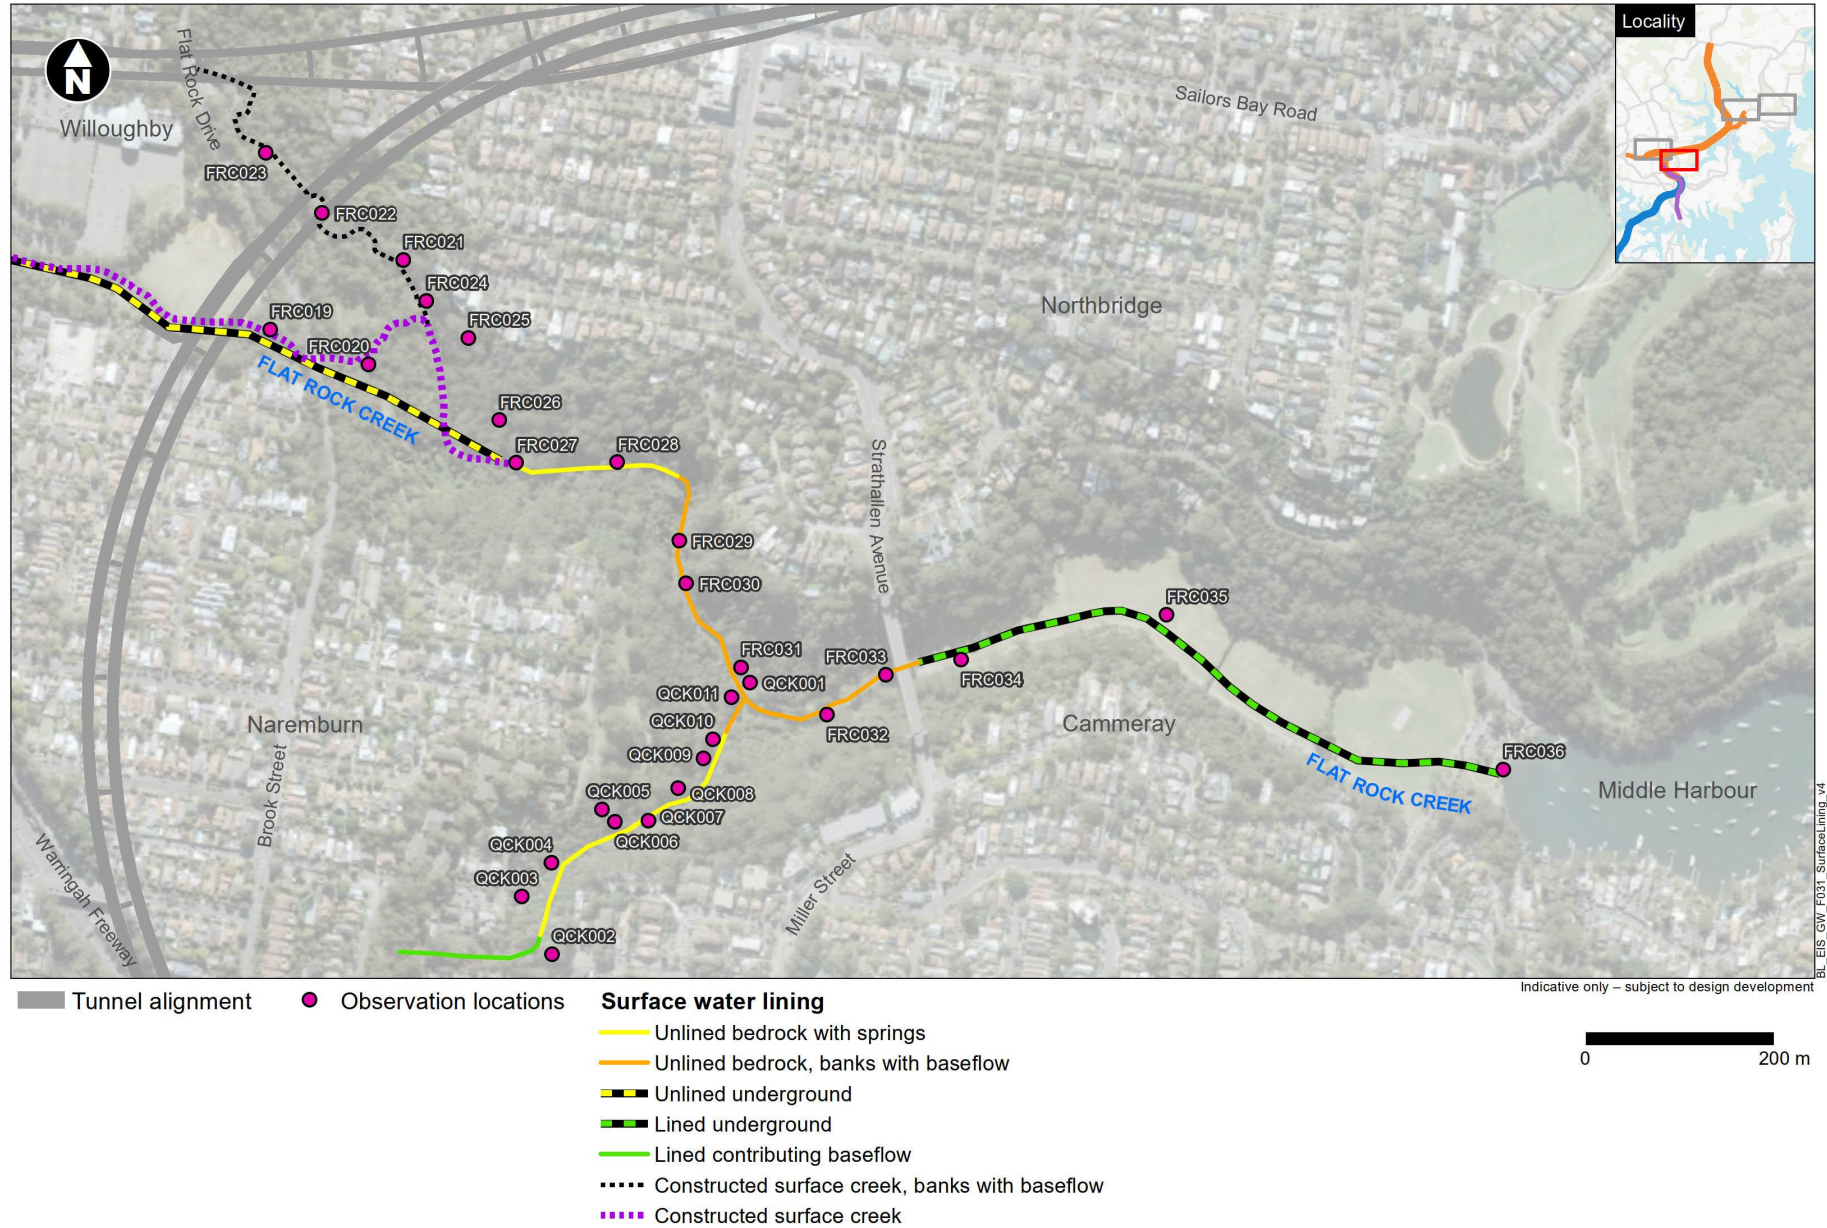 Locality
N
Flat Rock Drive
Willoughby
Sailors Bay Road
FRC023
FRC022
FRC021
FRC024
FRC019
FRC025
FRC020
Northbridge
FLAT ROCK CREEK
FRC026
FRC027
FRC028
Strathallen Avenue
FRC029
FRC030
FRC035
FRC031
FRC033
QCK001
FRC034
QCK011
QCK010
Naremburn
Cammeray
FRC032
QCK009
FRC036
Brook Street
QCK005
QCK008
FLAT ROCK CREEK
Middle Harbour
QCK007
QCK004
QCK006
QCK003
Warringah Freeway
Miller Street
QCK002
BL_EIS_GW_F031_SurfaceLining_v4
Indicative only – subject to design development
Tunnel alignment
Observation locations
Surface water lining
Unlined bedrock with springs
Unlined bedrock, banks with baseflow
Unlined underground
Lined underground
Lined contributing baseflow
Constructed surface creek, banks with baseflow
Constructed surface creek
0 200 m